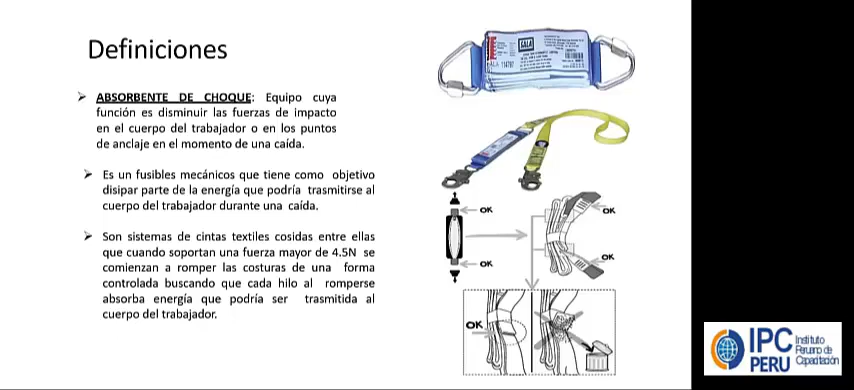 Definiciones
➢ ABSORBENTE DE CHOQUE: Equipo cuya
función es disminuir las fuerzas de impacto
en el cuerpo del trabajador o en los puntos
de anclaje en el momento de una caída.
➢ Es un fusibles mecánicos que tiene como objetivo
disipar parte de la energía que podría trasmitirse al
cuerpo del trabajador durante una caída.
➢ Son sistemas de cintas textiles cosidas entre ellas
que cuando soportan una fuerza mayor de 4.5N se
comienzan a romper las costuras de una forma
controlada buscando que cada hilo al romperse
absorba energía que podría ser trasmitida al
cuerpo del trabajador.
SALA
OK
OK
OK
OK
OK
IPC
PERU
Instituto
Peruano de
Capacitación